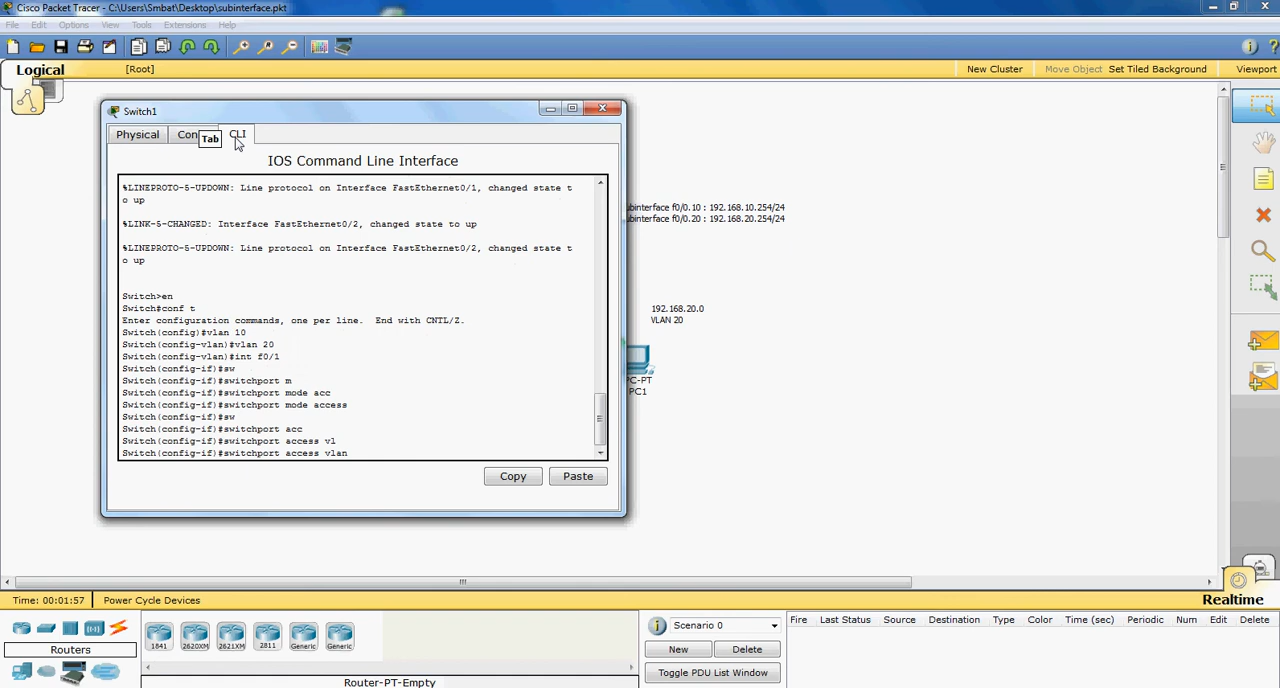 Cisco Packet Tracer - C:\Users\Smbat\Desktop\subinterface.pkt
File Edit Options View Tools Extensions Help
Logical [Root] New Cluster Move Object Set Tiled Background Viewport
Switch1
Physical Con Tab CLI
IOS Command Line Interface
%LINEPROTO-5-UPDOWN: Line protocol on Interface FastEthernet0/1, changed state t
o up
%LINK-5-CHANGED: Interface FastEthernet0/2, changed state to up
%LINEPROTO-5-UPDOWN: Line protocol on Interface FastEthernet0/2, changed state t
o up
Switch>en
Switch#conf t
Enter configuration commands, one per line.  End with CNTL/Z.
Switch(config)#vlan 10
Switch(config-vlan)#vlan 20
Switch(config-vlan)#int f0/1
Switch(config-if)#sw
Switch(config-if)#switchport m
Switch(config-if)#switchport mode acc
Switch(config-if)#switchport mode access
Switch(config-if)#sw
Switch(config-if)#switchport acc
Switch(config-if)#switchport access vl
Switch(config-if)#switchport access vlan
Copy Paste
ubinterface f0/0.10 : 192.168.10.254/24
ubinterface f0/0.20 : 192.168.20.254/24
192.168.20.0
VLAN 20
PC-PT
PC1
Realtime
Time: 00:01:57 Power Cycle Devices
Routers
1841 2620XM 2621XM 2811 Generic Generic
Router-PT-Empty
Scenario 0
New Delete
Toggle PDU List Window
Fire Last Status Source Destination Type Color Time (sec) Periodic Num Edit Delete